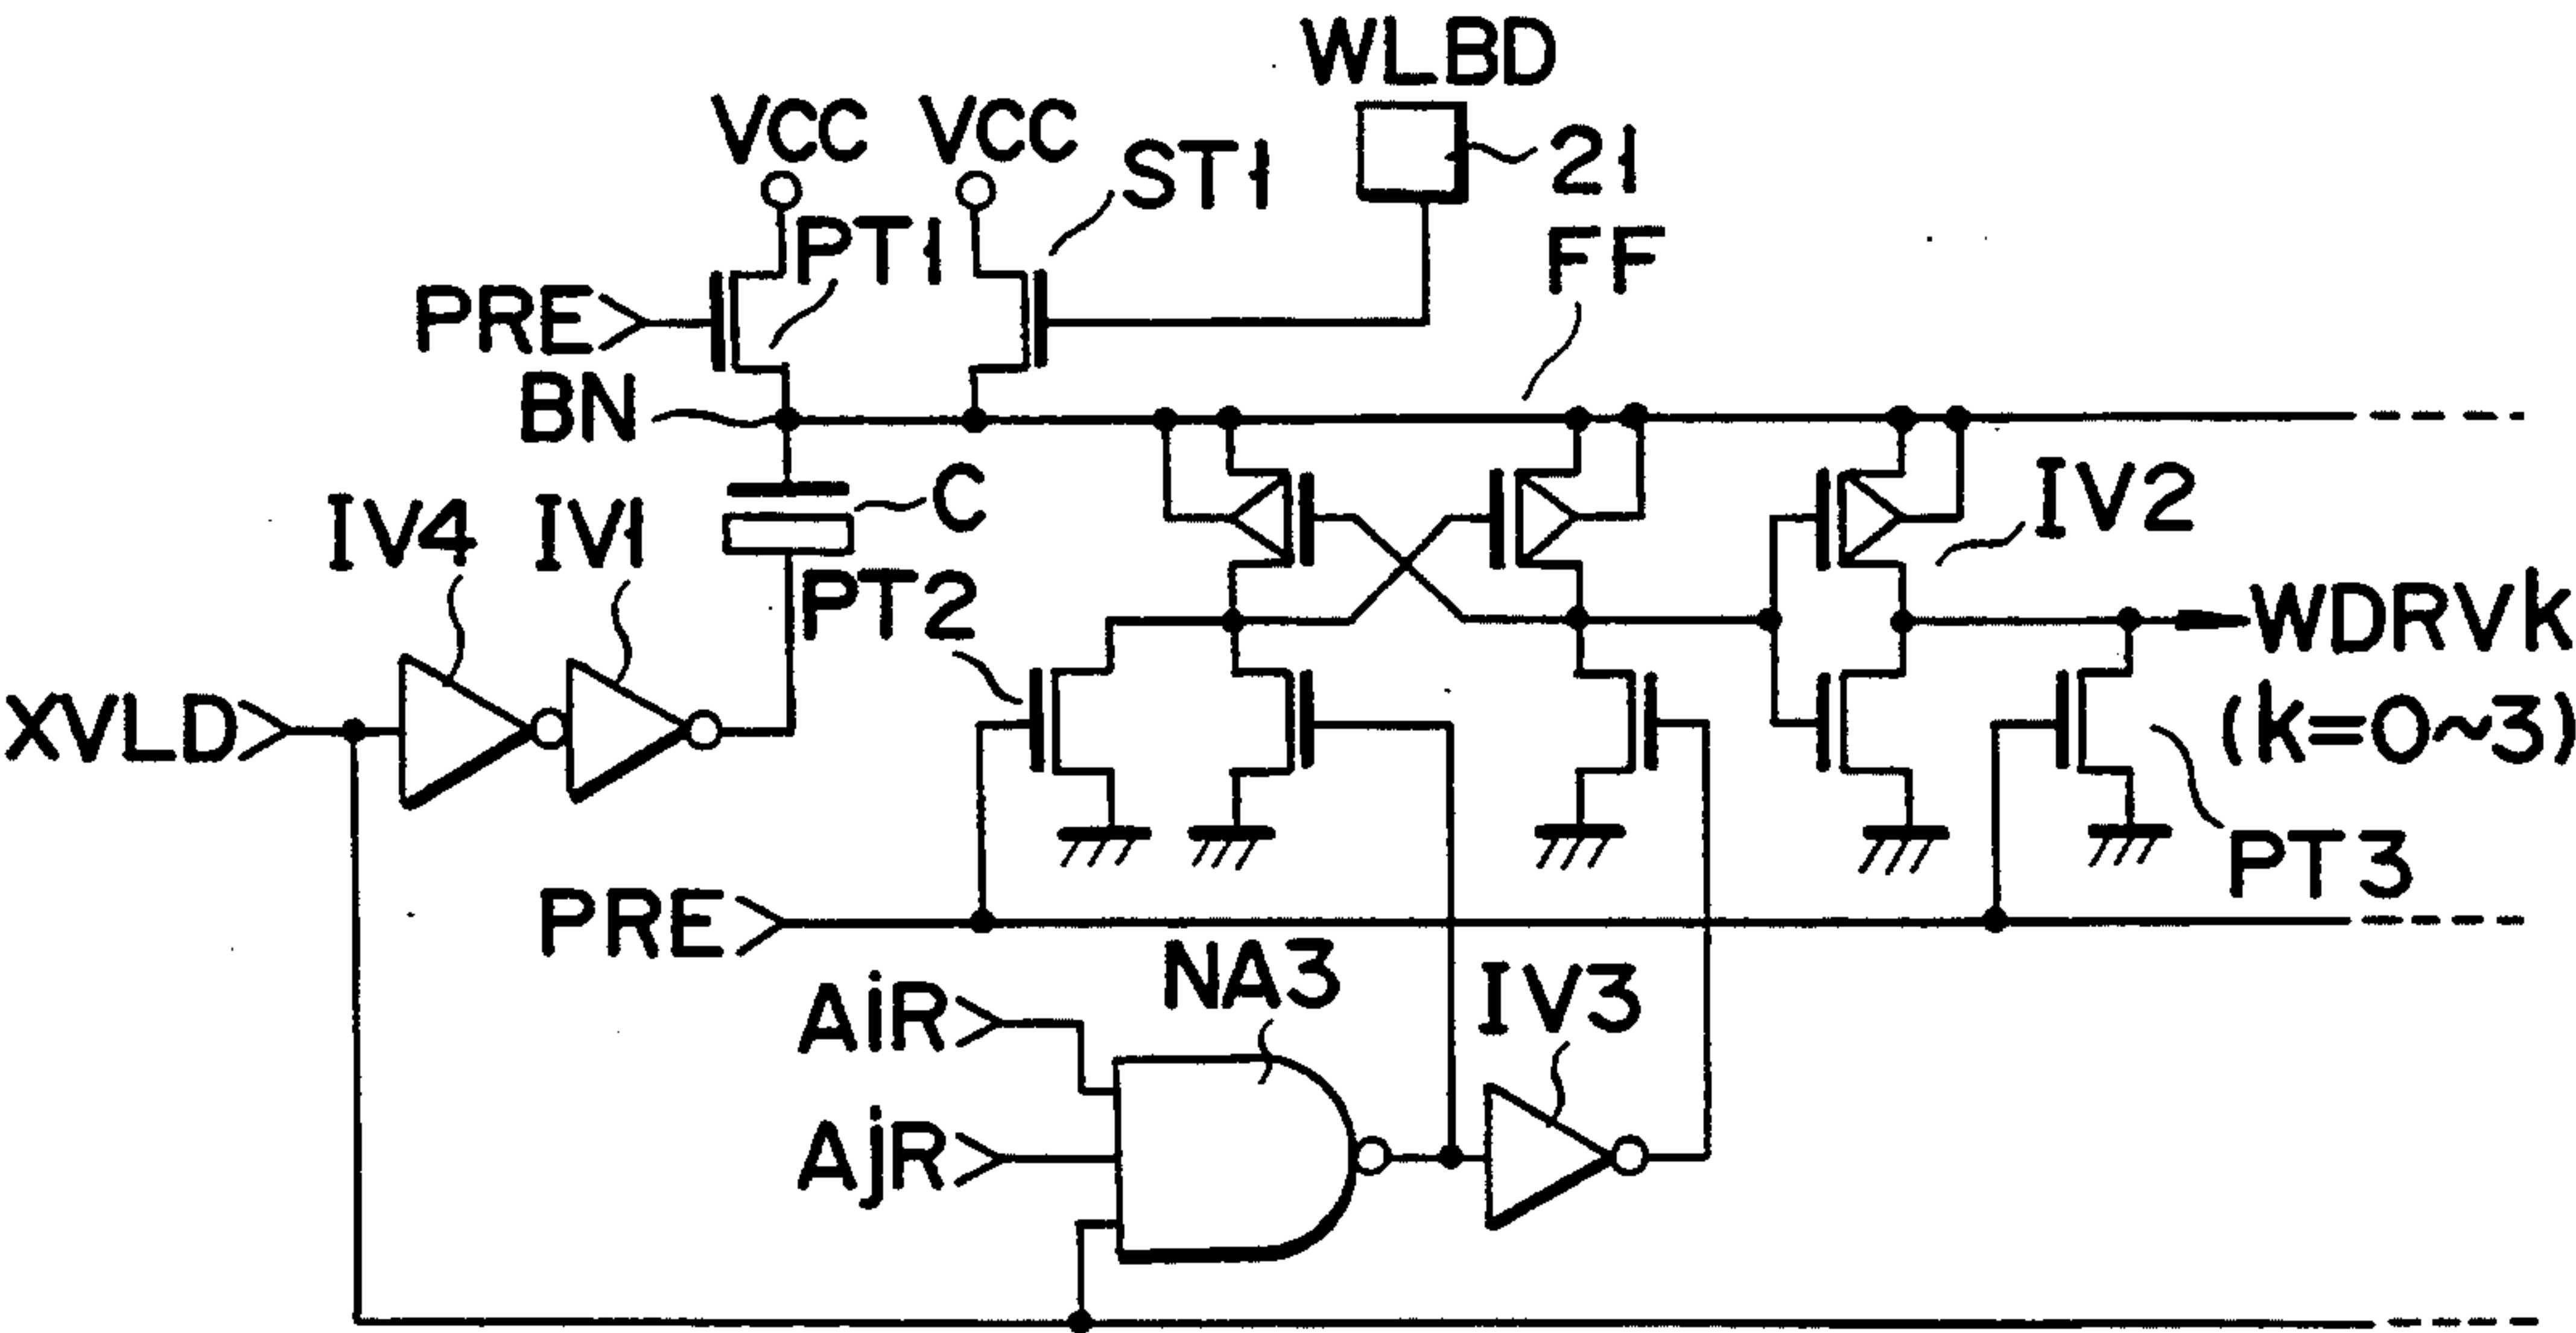 WLBD
VCC
VCC
ST1
21
PT1
FF
PRE
BN
C
IV4
IV1
IV2
PT2
WDRVk
XVLD
(k=0~3)
PT3
PRE
NA3
AiR
IV3
AjR